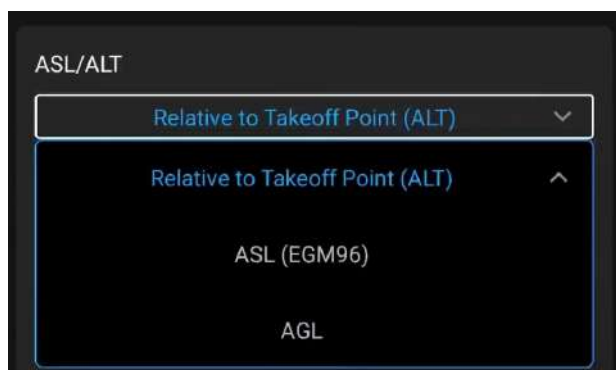 ASL/ALT
Relative to Takeoff Point (ALT)
Relative to Takeoff Point (ALT)
ASL (EGM96)
AGL